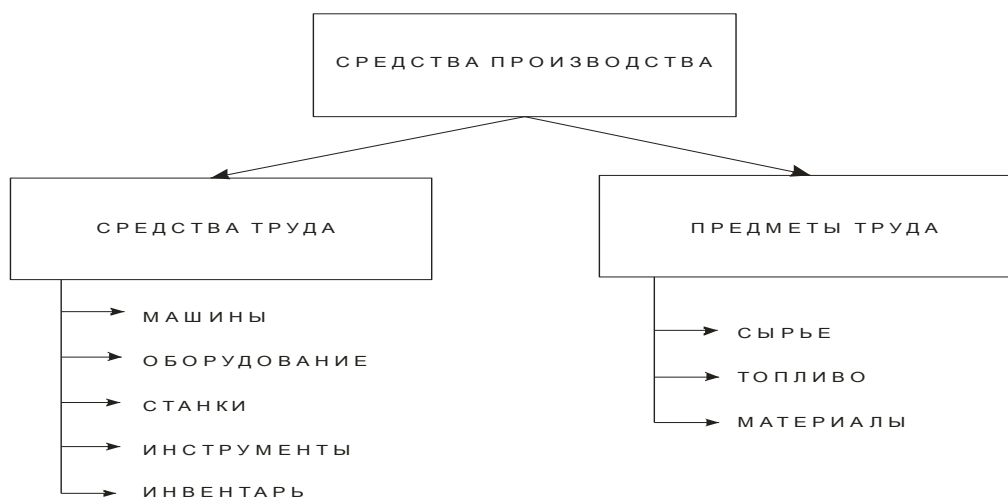 СРЕДСТВА ПРОИЗВОДСТВА
СРЕДСТВА ТРУДА
МАШИНЫ
ОБОРУДОВАНИЕ
СТАНКИ
ИНСТРУМЕНТЫ
ИНВЕНТАРЬ
ПРЕДМЕТЫ ТРУДА
СЫРЬЕ
ТОПЛИВО
МАТЕРИАЛЫ